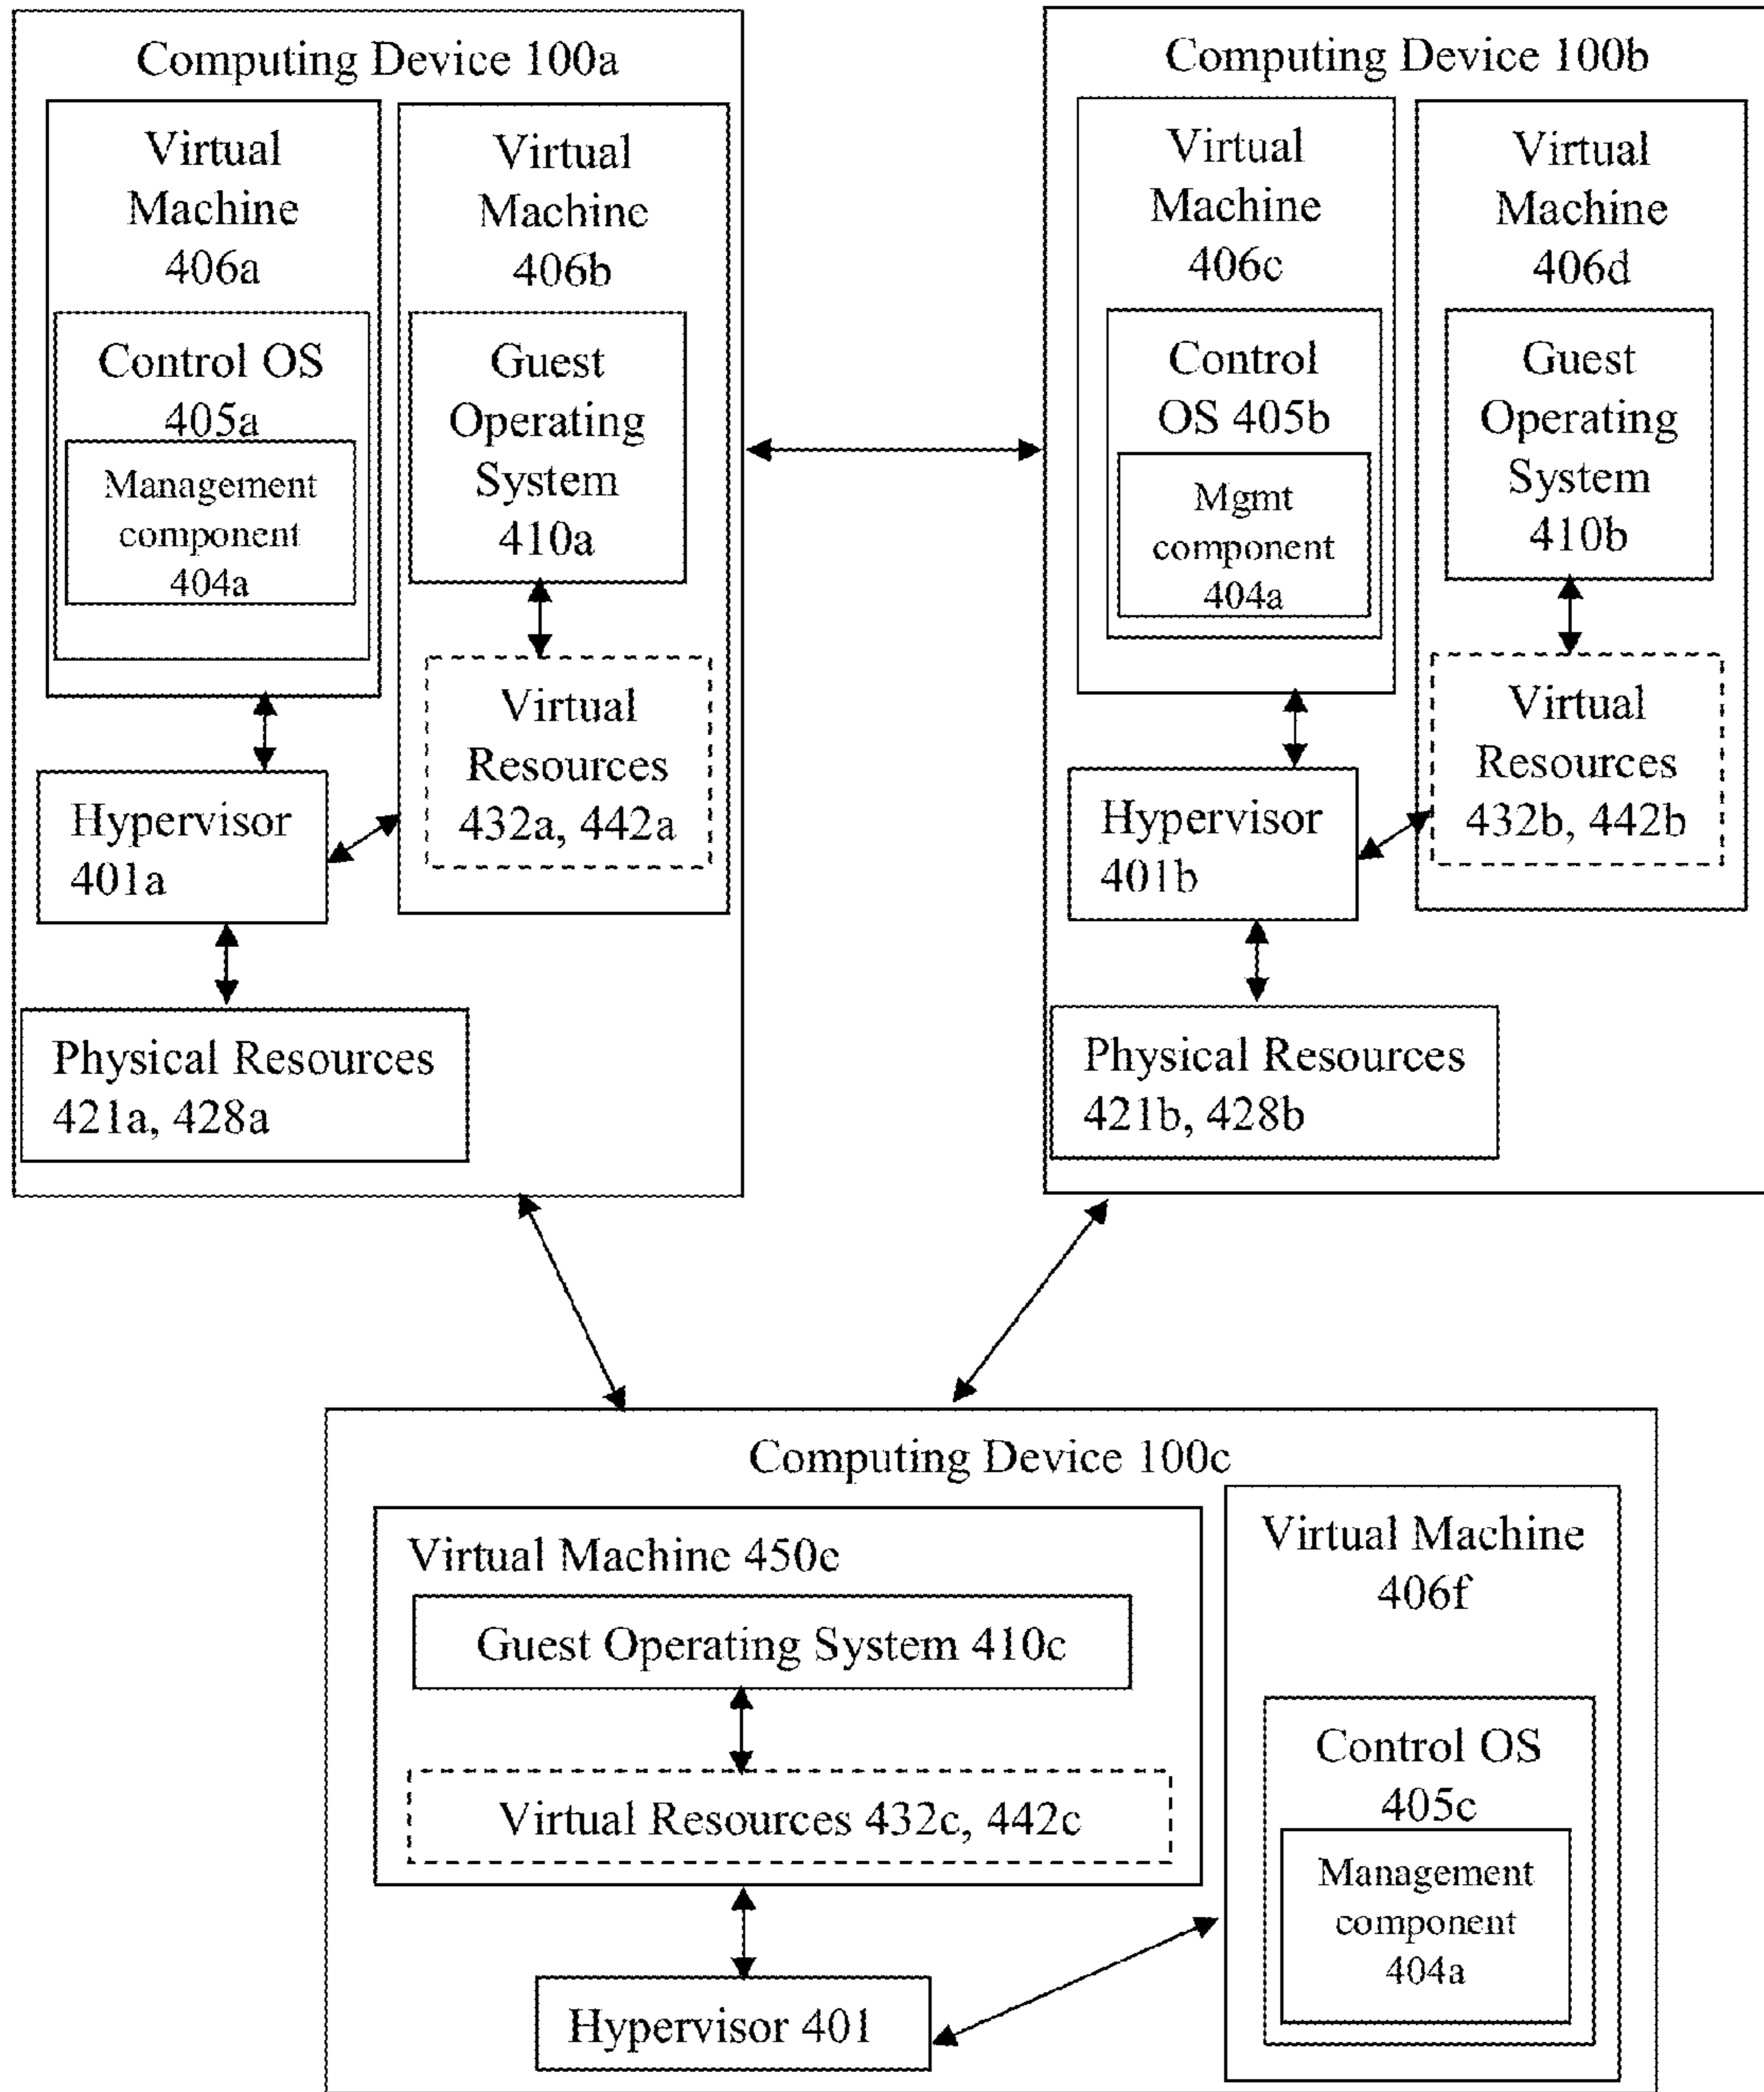 Computing Device 100a
Virtual
Machine
406a
Control OS
405a
Management
component
404a
Virtual
Machine
406b
Guest
Operating
System
410a
Virtual
Resources
432a, 442a
Hypervisor
401a
Physical Resources
421a, 428a
Computing Device 100b
Virtual
Machine
406c
Control
OS 405b
Mgmt
component
404a
Virtual
Machine
406d
Guest
Operating
System
410b
Virtual
Resources
432b, 442b
Hypervisor
401b
Physical Resources
421b, 428b
Computing Device 100c
Virtual Machine 450e
Guest Operating System 410c
Virtual Resources 432c, 442c
Hypervisor 401
Virtual Machine
406f
Control OS
405c
Management
component
404a